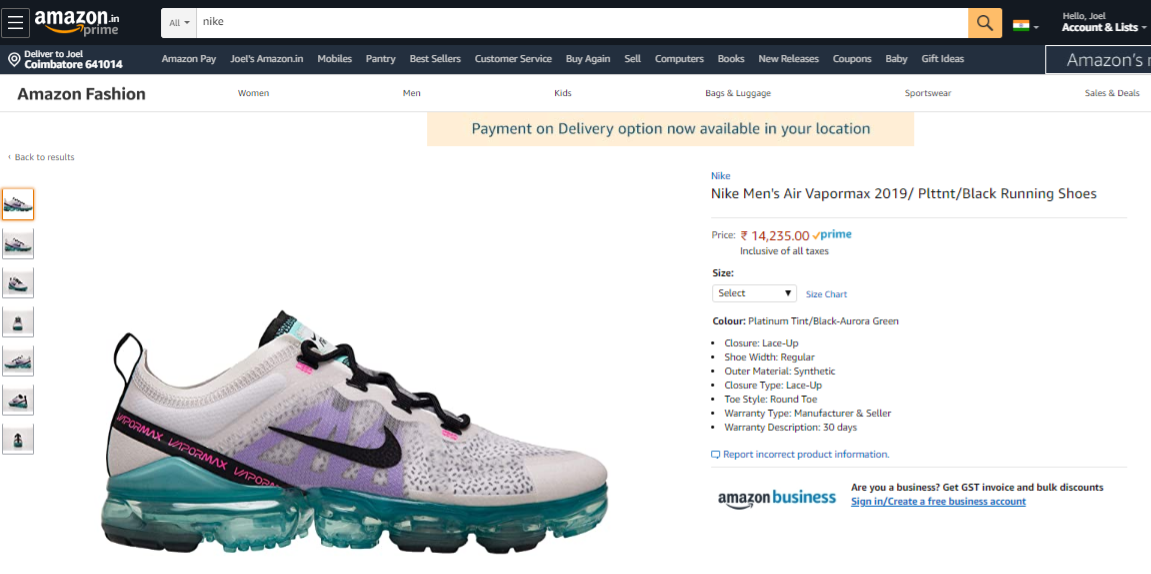 amazon.in
prime
All
nike
Hello, Joel
Account & Lists
Deliver to Joel
Coimbatore 641014
Amazon Pay Joel's Amazon.in Mobiles Pantry Best Sellers Customer Service Buy Again Sell Computers Books New Releases Coupons Baby Gift Ideas
Amazon's
Amazon Fashion Women Men Kids Bags & Luggage Sportswear Sales & Deals
Payment on Delivery option now available in your location
‹ Back to results
Nike
Nike Men's Air Vapormax 2019/ Plttnt/Black Running Shoes
Price: ₹ 14,235.00 prime
Inclusive of all taxes
Size:
Select
Size Chart
Colour: Platinum Tint/Black-Aurora Green
• Closure: Lace-Up
• Shoe Width: Regular
• Outer Material: Synthetic
• Closure Type: Lace-Up
• Toe Style: Round Toe
• Warranty Type: Manufacturer & Seller
• Warranty Description: 30 days
Report incorrect product information.
amazon business
Are you a business? Get GST invoice and bulk discounts
Sign in/Create a free business account
VAPORMAX VAPORMAX VAPORM